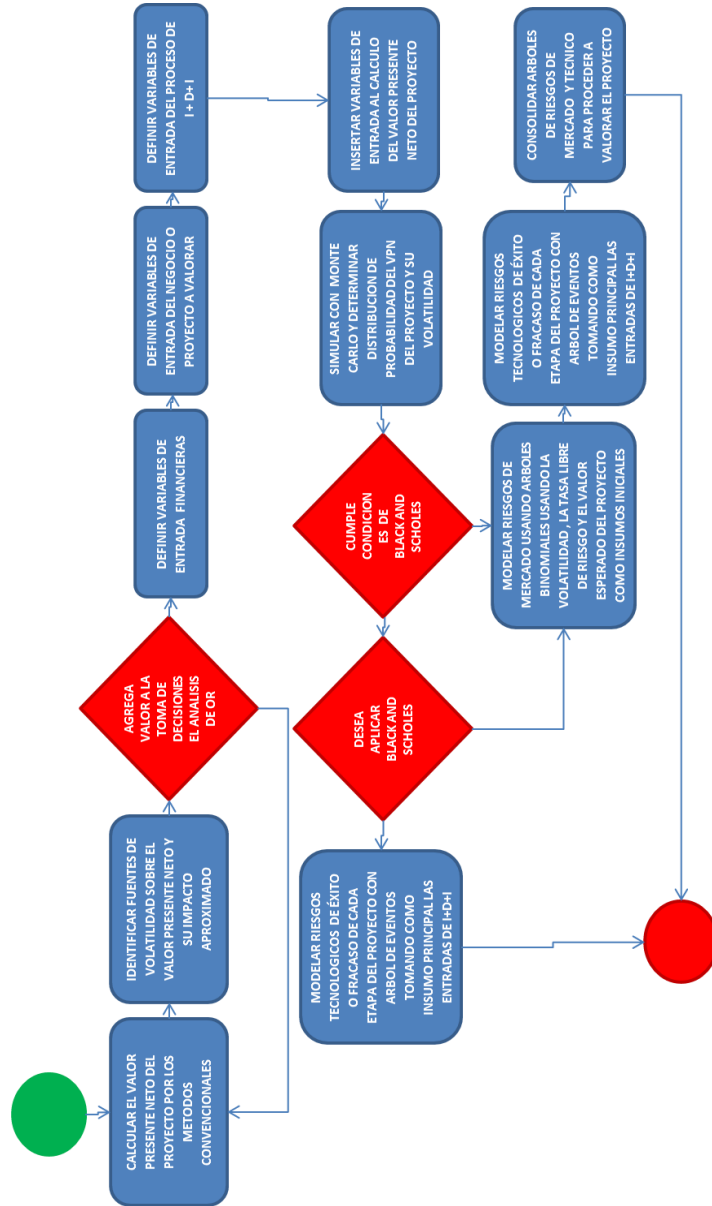 CALCULAR EL VALOR
PRESENTE NETO DEL
PROYECTO POR LOS
METODOS
CONVENCIONALES
IDENTIFICAR FUENTES DE
VOLATILIDAD SOBRE EL
VALOR PRESENTE NETO Y
SU IMPACTO
APROXIMADO
AGREGA
VALOR A LA
TOMA DE
DECISIONES
EL ANALISIS
DE OR
DEFINIR VARIABLES DE
ENTRADA FINANCIERAS
DEFINIR VARIABLES DE
ENTRADA DEL NEGOCIO O
PROYECTO A VALORAR
DEFINIR VARIABLES DE
ENTRADA DEL PROCESO DE
I + D+ I
INSERTAR VARIABLES DE
ENTRADA AL CALCULO
DEL VALOR PRESENTE
NETO DEL PROYECTO
SIMULAR CON MONTE
CARLO Y DETERMINAR
DISTRIBUCION DE
PROBABILIDAD DEL VPN
DEL PROYECTO Y SU
VOLATILIDAD
CUMPLE
CONDICION
ES DE
BLACK AND
SCHOLES
DESEA
APLICAR
BLACK AND
SCHOLES
MODELAR RIESGOS
TECNOLOGICOS DE ÉXITO
O FRACASO DE CADA
ETAPA DEL PROYECTO CON
ARBOL DE EVENTOS
TOMANDO COMO
INSUMO PRINCIPAL LAS
ENTRADAS DE I+D+I
MODELAR RIESGOS DE
MERCADO USANDO ARBOLES
BINOMIALES USANDO LA
VOLATILIDAD , LA TASA LIBRE
DE RIESGO Y EL VALOR
ESPERADO DEL PROYECTO
COMO INSUMOS INICIALES
MODELAR RIESGOS
TECNOLOGICOS DE ÉXITO
O FRACASO DE CADA
ETAPA DEL PROYECTO CON
ARBOL DE EVENTOS
TOMANDO COMO
INSUMO PRINCIPAL LAS
ENTRADAS DE I+D+I
CONSOLIDAR ARBOLES
DE RIESGOS DE
MERCADO Y TECNICO
PARA PROCEDER A
VALORAR EL PROYECTO